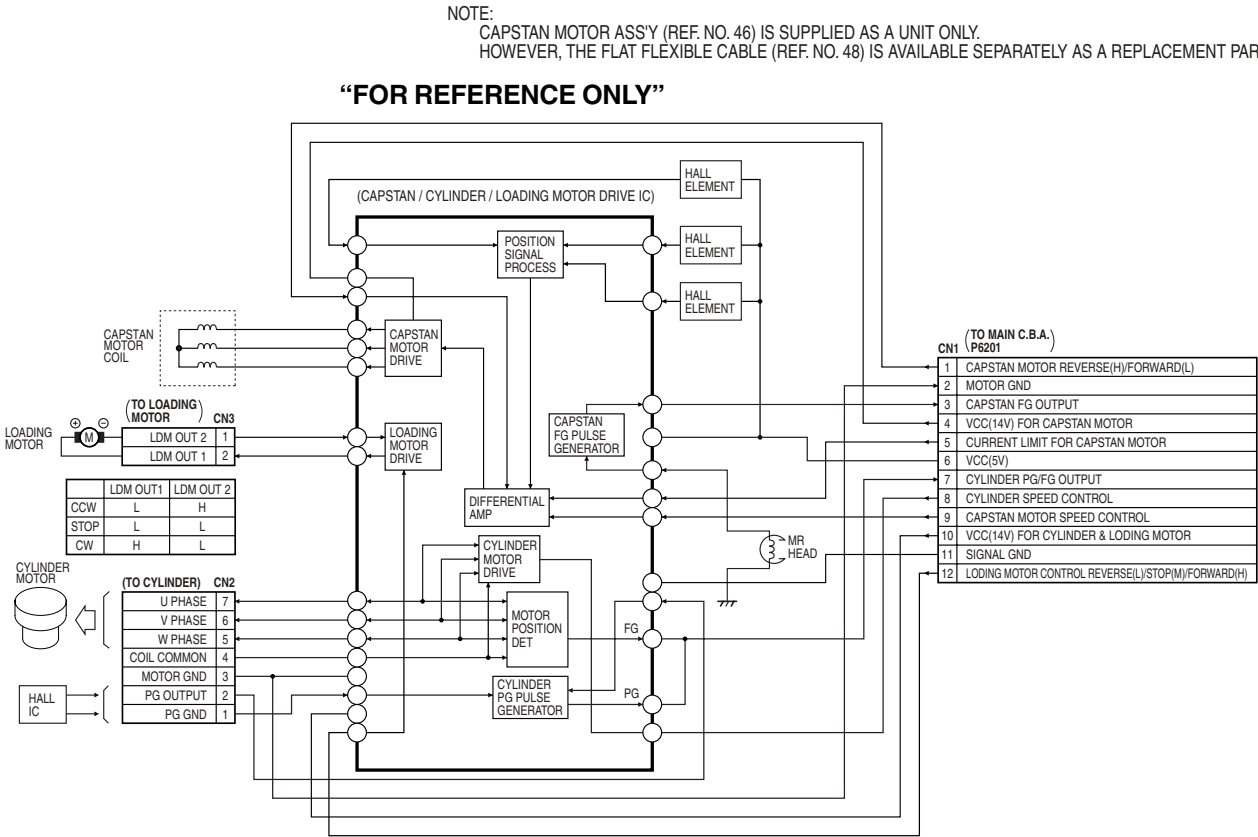 NOTE:
CAPSTAN MOTOR ASS'Y (REF. NO. 46) IS SUPPLIED AS A UNIT ONLY.
HOWEVER, THE FLAT FLEXIBLE CABLE (REF. NO. 48) IS AVAILABLE SEPARATELY AS A REPLACEMENT PAR
“FOR REFERENCE ONLY”
(CAPSTAN / CYLINDER / LOADING MOTOR DRIVE IC)
HALL
ELEMENT
HALL
ELEMENT
HALL
ELEMENT
POSITION
SIGNAL
PROCESS
CAPSTAN
MOTOR
COIL
CAPSTAN
MOTOR
DRIVE
LOADING
MOTOR
⊕ ⊖
M
(TO LOADING
MOTOR) CN3
LDM OUT 2 1
LDM OUT 1 2
LOADING
MOTOR
DRIVE
CAPSTAN
FG PULSE
GENERATOR
DIFFERENTIAL
AMP
MR
HEAD
LDM OUT1 LDM OUT 2
CCW L H
STOP L L
CW H L
CYLINDER
MOTOR
DRIVE
CYLINDER
MOTOR
(TO CYLINDER) CN2
U PHASE 7
V PHASE 6
W PHASE 5
COIL COMMON 4
MOTOR GND 3
PG OUTPUT 2
PG GND 1
HALL
IC
MOTOR
POSITION
DET
FG
CYLINDER
PG PULSE
GENERATOR
PG
CN1 (TO MAIN C.B.A.)
P6201
1 CAPSTAN MOTOR REVERSE(H)/FORWARD(L)
2 MOTOR GND
3 CAPSTAN FG OUTPUT
4 VCC(14V) FOR CAPSTAN MOTOR
5 CURRENT LIMIT FOR CAPSTAN MOTOR
6 VCC(5V)
7 CYLINDER PG/FG OUTPUT
8 CYLINDER SPEED CONTROL
9 CAPSTAN MOTOR SPEED CONTROL
10 VCC(14V) FOR CYLINDER & LODING MOTOR
11 SIGNAL GND
12 LODING MOTOR CONTROL REVERSE(L)/STOP(M)/FORWARD(H)